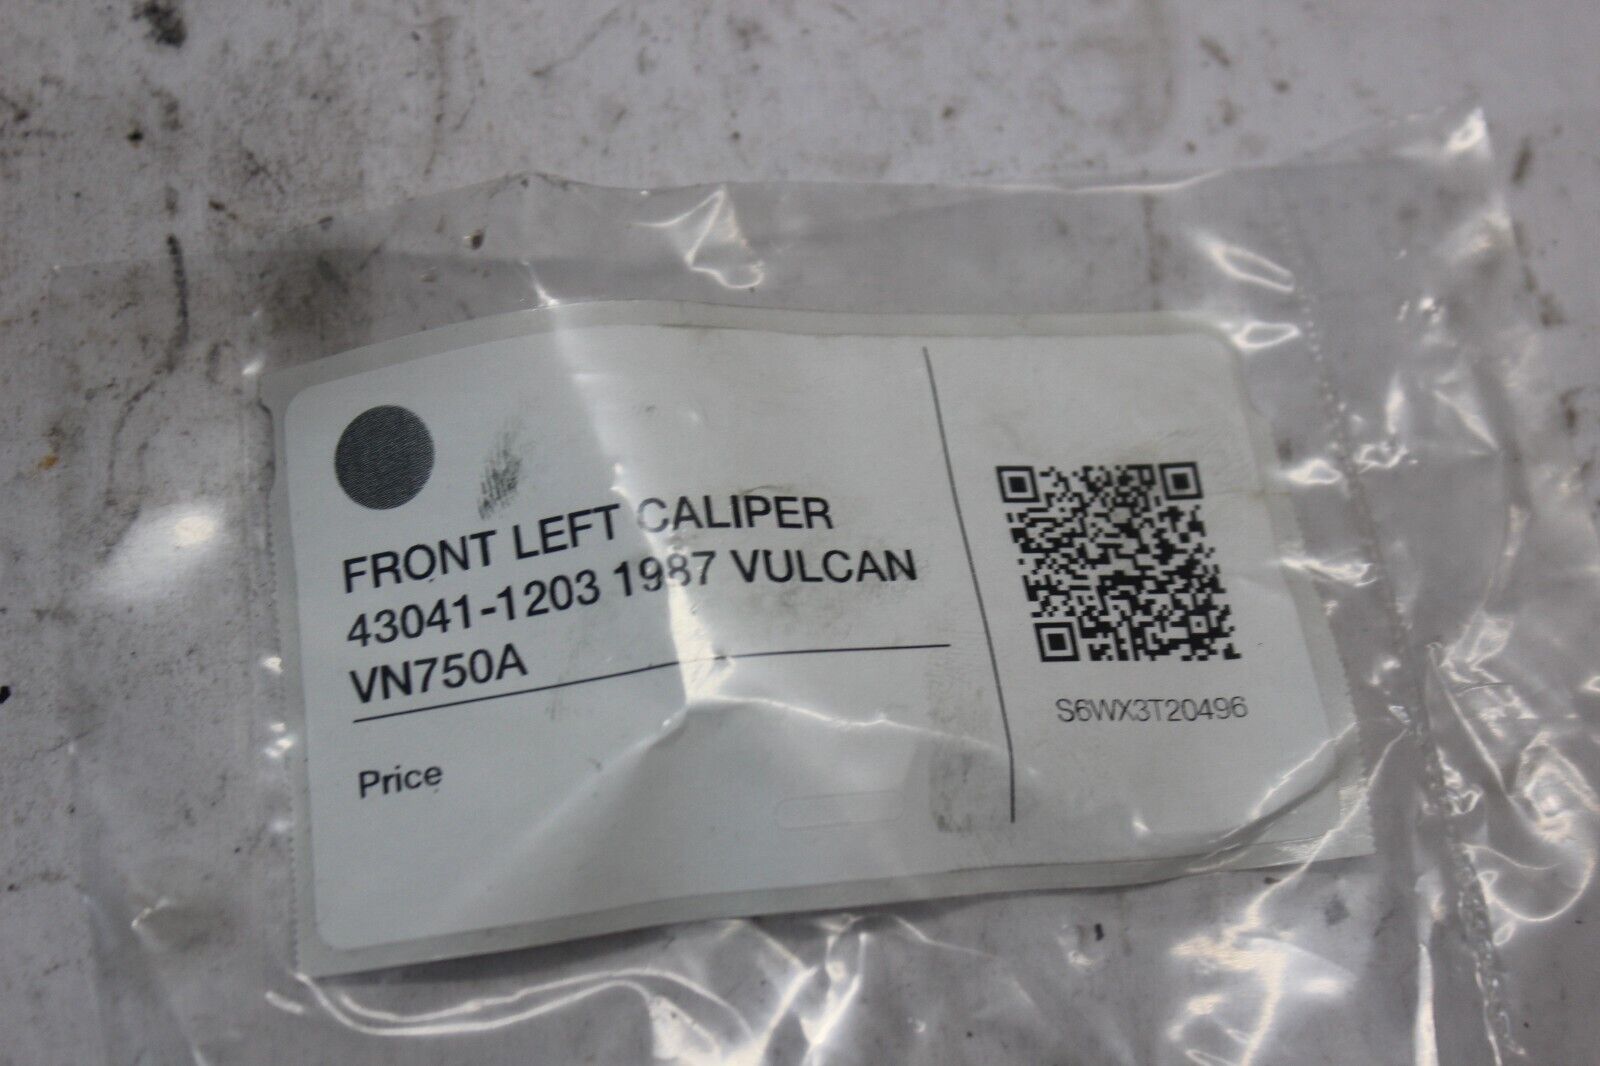 FRONT LEFT CALIPER
43041-1203 1987 VULCAN
VN750A
Price
S6WX3T20496